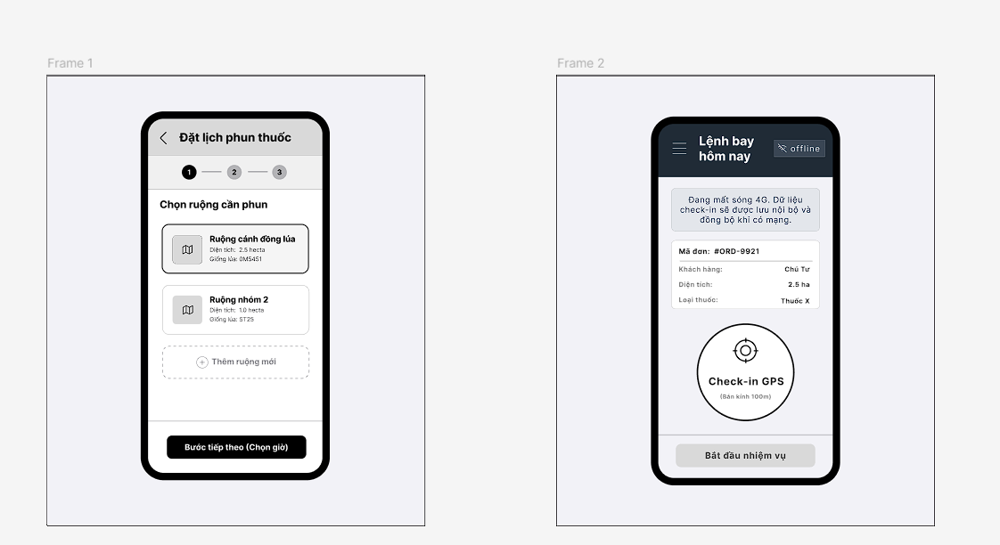 Frame 1
Đặt lịch phun thuốc
1
2
3
Chọn ruộng cần phun
Ruộng cánh đồng lúa
Diện tích: 2.5 hecta
Giống lúa: OM5451
Ruộng nhóm 2
Diện tích: 1.0 hecta
Giống lúa: ST25
Thêm ruộng mới
Bước tiếp theo (Chọn giờ)
Frame 2
Lệnh bay
hôm nay
offline
Đang mất sóng 4G. Dữ liệu
check-in sẽ được lưu nội bộ và
đồng bộ khi có mạng.
Mã đơn: #ORD-9921
Khách hàng: Chú Tư
Diện tích: 2.5 ha
Loại thuốc: Thuốc X
Check-in GPS
(Bán kính 100m)
Bắt đầu nhiệm vụ